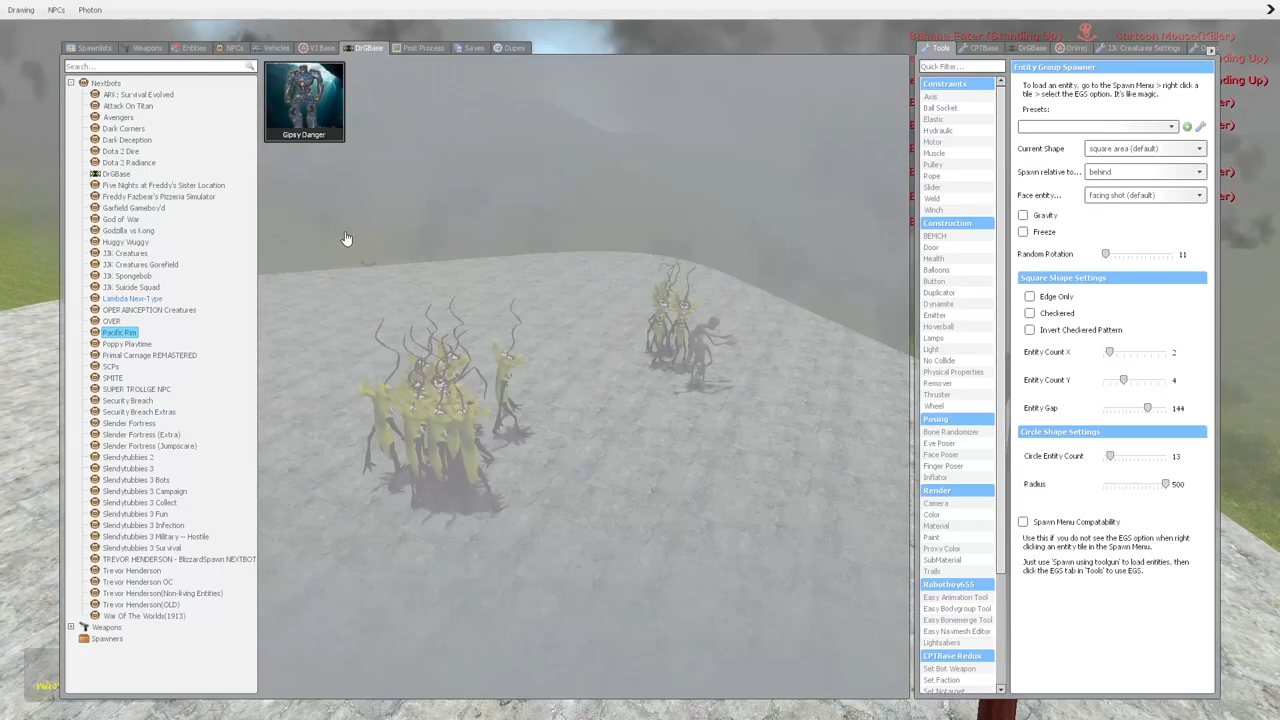 Drawing NPCs Photon
Banana Eater (Standing Up) Cartoon Mouse(Killer)
Spawnlists Weapons Entities NPCs Vehicles VJ Base DrGBase Post Process Saves Dupes
Tools CPTBase DrGBase (Drvrej) JJk Creatures Settings
Search...
Nextbots
ARK: Survival Evolved
Attack On Titan
Avengers
Dark Corners
Dark Deception
Dota 2 Dire
Dota 2 Radiance
DrGBase
Five Nights at Freddy's Sister Location
Freddy Fazbear's Pizzeria Simulator
Garfield Gameboy'd
God of War
Godzilla vs Kong
Huggy Wuggy
JJk Creatures
JJk Creatures Gorefield
JJk Spongebob
JJk Suicide Squad
Lambda New-Type
OPERAINCEPTION Creatures
OVER
Pacific Rim
Poppy Playtime
Primal Carnage REMASTERED
SCPs
SMITE
SUPER TROLLGE NPC
Security Breach
Security Breach Extras
Slender Fortress
Slender Fortress (Extra)
Slender Fortress (Jumpscare)
Slendytubbies 2
Slendytubbies 3
Slendytubbies 3 Bots
Slendytubbies 3 Campaign
Slendytubbies 3 Collect
Slendytubbies 3 Fun
Slendytubbies 3 Infection
Slendytubbies 3 Military -- Hostile
Slendytubbies 3 Survival
TREVOR HENDERSON - BlizzardSpawn NEXTBOT
Trevor Henderson
Trevor Henderson OC
Trevor Henderson(Non-living Entities)
Trevor Henderson(OLD)
War Of The Worlds(1913)
Weapons
Spawners
Gipsy Danger
Quick Filter...
Constraints
Axis
Ball Socket
Elastic
Hydraulic
Motor
Muscle
Pulley
Rope
Slider
Weld
Winch
Construction
BEMCH
Door
Health
Balloons
Button
Duplicator
Dynamite
Emitter
Hoverball
Lamps
Light
No Collide
Physical Properties
Remover
Thruster
Wheel
Posing
Bone Randomizer
Eye Poser
Face Poser
Finger Poser
Inflator
Render
Camera
Color
Material
Paint
Proxy Color
SubMaterial
Trails
Robotboy655
Easy Animation Tool
Easy Bodygroup Tool
Easy Bonemerge Tool
Easy Navmesh Editor
Lightsabers
CPTBase Redux
Set Bot Weapon
Set Faction
Set Notarget
Entity Group Spawner
To load an entity, go to the Spawn Menu > right click a
tile > select the EGS option. It's like magic.
Presets:
Current Shape square area (default)
Spawn relative to... behind
Face entity... facing shot (default)
Gravity
Freeze
Random Rotation 11
Square Shape Settings
Edge Only
Checkered
Invert Checkered Pattern
Entity Count X 2
Entity Count Y 4
Entity Gap 144
Circle Shape Settings
Circle Entity Count 13
Radius 500
Spawn Menu Compatability
Use this if you do not see the EGS option when right
clicking an entity tile in the Spawn Menu.
Just use 'Spawn using toolgun' to load entities, then
click the EGS tab in 'Tools' to use EGS.